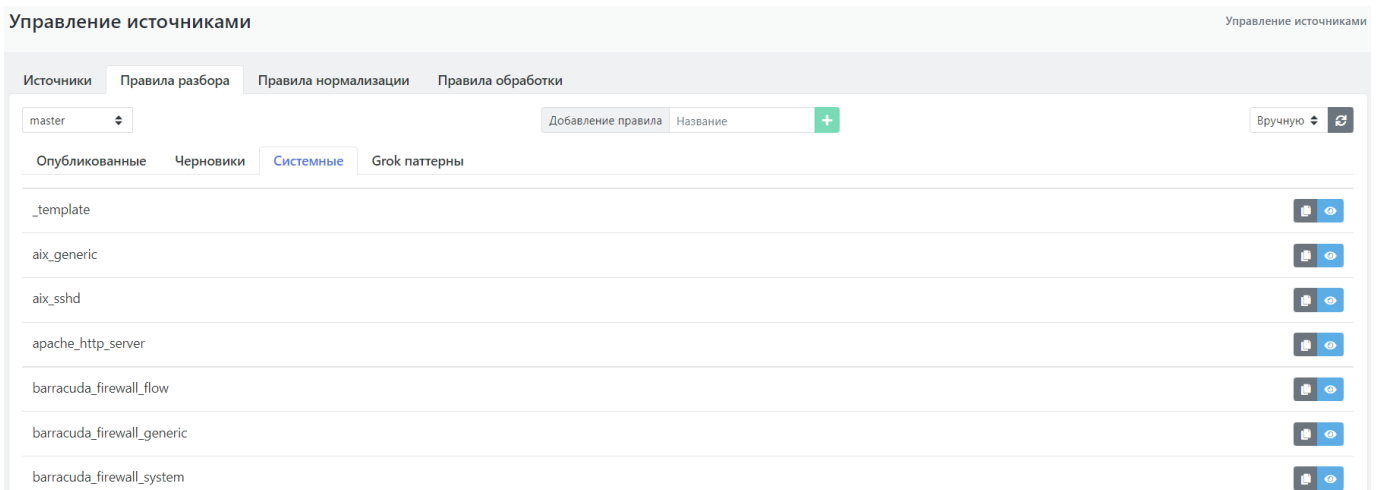 Управление источниками
Управление источниками
Источники Правила разбора Правила нормализации Правила обработки
master Добавление правила Название + Вручную
Опубликованные Черновики Системные Grok паттерны
_template
aix_generic
aix_sshd
apache_http_server
barracuda_firewall_flow
barracuda_firewall_generic
barracuda_firewall_system